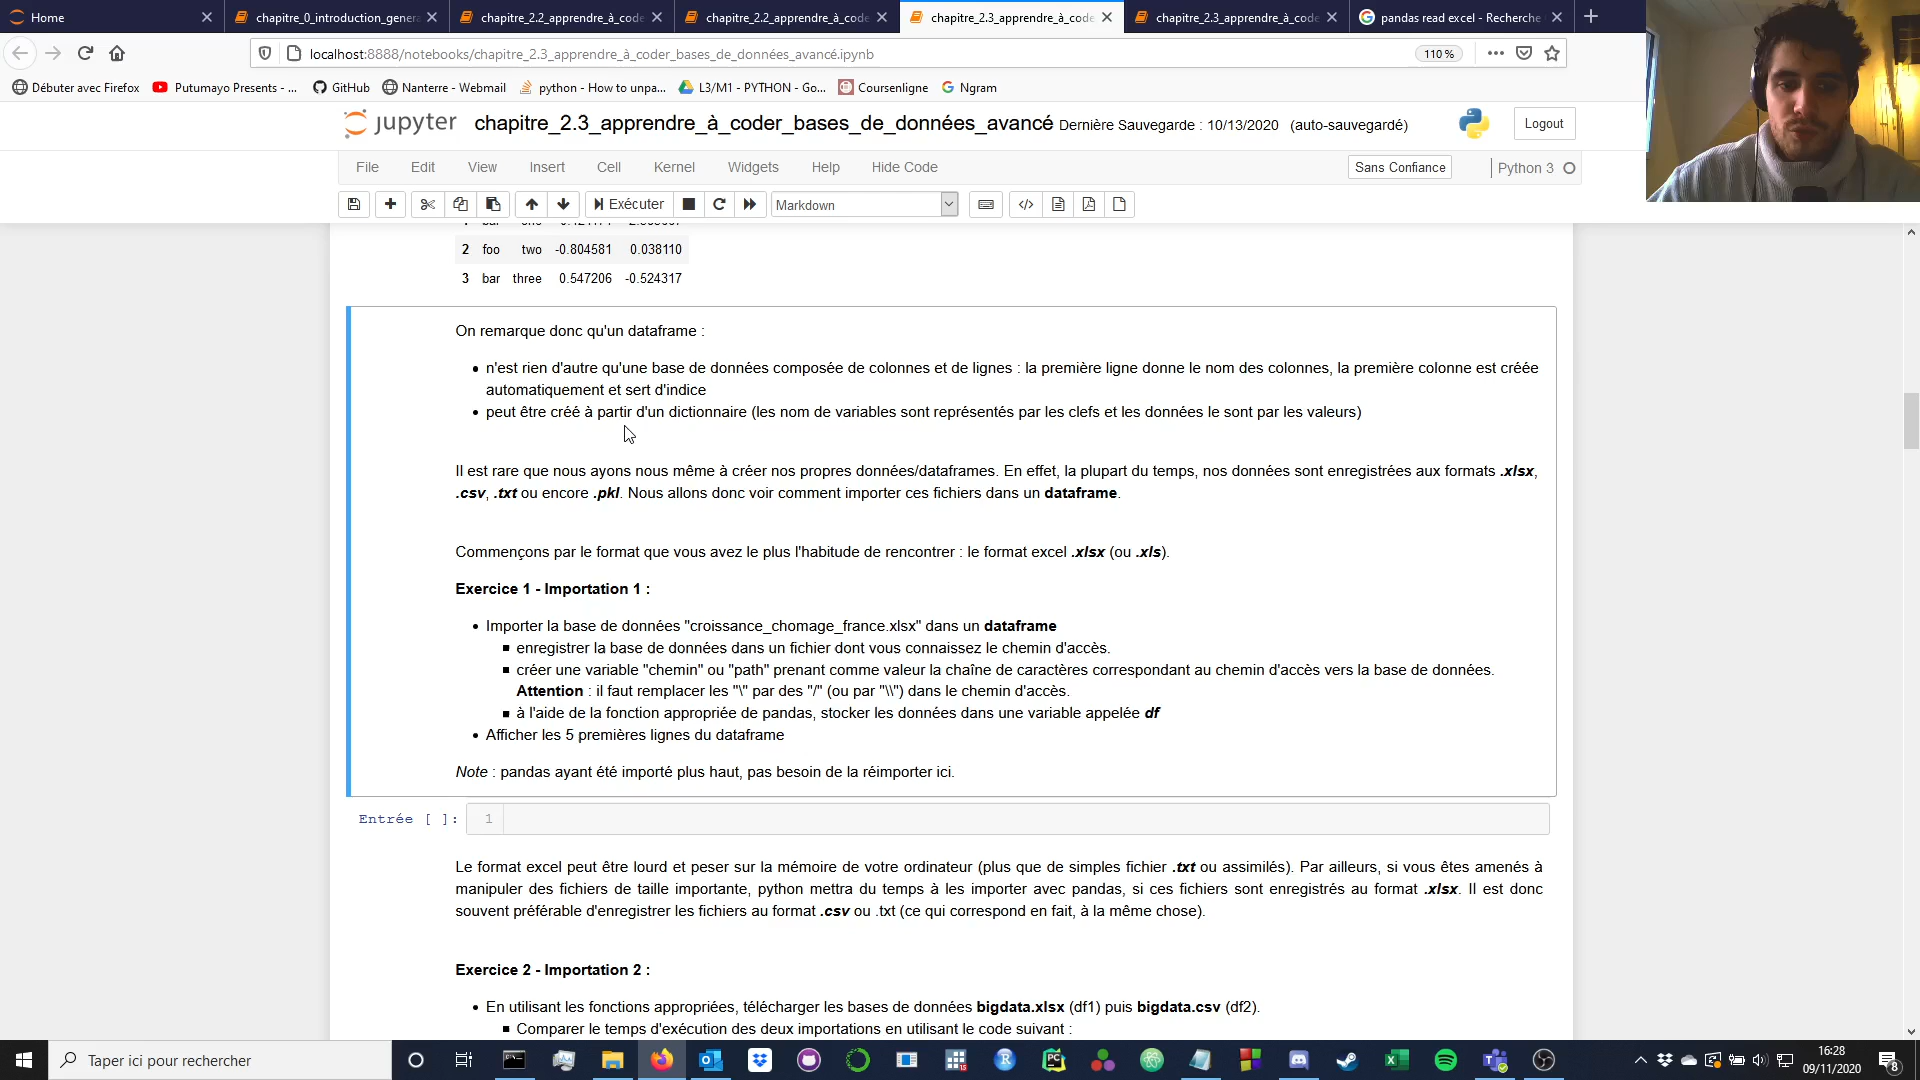 Home
chapitre_0_introduction_genera
chapitre_2.2_apprendre_à_code
chapitre_2.2_apprendre_à_code
chapitre_2.3_apprendre_à_code
chapitre_2.3_apprendre_à_code
pandas read excel - Recherche
localhost:8888/notebooks/chapitre_2.3_apprendre_à_coder_bases_de_données_avancé.ipynb
110 %
Débuter avec Firefox
Putumayo Presents - ...
GitHub
Nanterre - Webmail
python - How to unpa...
L3/M1 - PYTHON - Go...
Coursenligne
Ngram
jupyter chapitre_2.3_apprendre_à_coder_bases_de_données_avancé Dernière Sauvegarde : 10/13/2020 (auto-sauvegardé)
Logout
File Edit View Insert Cell Kernel Widgets Help Hide Code
Sans Confiance
Python 3
Exécuter
Markdown
2 foo two -0.804581 0.038110
3 bar three 0.547206 -0.524317
On remarque donc qu'un dataframe :
• n'est rien d'autre qu'une base de données composée de colonnes et de lignes : la première ligne donne le nom des colonnes, la première colonne est créée
automatiquement et sert d'indice
• peut être créé à partir d'un dictionnaire (les nom de variables sont représentés par les clefs et les données le sont par les valeurs)
Il est rare que nous ayons nous même à créer nos propres données/dataframes. En effet, la plupart du temps, nos données sont enregistrées aux formats .xlsx,
.csv, .txt ou encore .pkl. Nous allons donc voir comment importer ces fichiers dans un dataframe.
Commençons par le format que vous avez le plus l'habitude de rencontrer : le format excel .xlsx (ou .xls).
Exercice 1 - Importation 1 :
• Importer la base de données "croissance_chomage_france.xlsx" dans un dataframe
▪ enregistrer la base de données dans un fichier dont vous connaissez le chemin d'accès.
▪ créer une variable "chemin" ou "path" prenant comme valeur la chaîne de caractères correspondant au chemin d'accès vers la base de données.
Attention : il faut remplacer les "\" par des "/" (ou par "\\") dans le chemin d'accès.
▪ à l'aide de la fonction appropriée de pandas, stocker les données dans une variable appelée df
• Afficher les 5 premières lignes du dataframe
Note : pandas ayant été importé plus haut, pas besoin de la réimporter ici.
Entrée [ ]: 1
Le format excel peut être lourd et peser sur la mémoire de votre ordinateur (plus que de simples fichier .txt ou assimilés). Par ailleurs, si vous êtes amenés à
manipuler des fichiers de taille importante, python mettra du temps à les importer avec pandas, si ces fichiers sont enregistrés au format .xlsx. Il est donc
souvent préférable d'enregistrer les fichiers au format .csv ou .txt (ce qui correspond en fait, à la même chose).
Exercice 2 - Importation 2 :
• En utilisant les fonctions appropriées, télécharger les bases de données bigdata.xlsx (df1) puis bigdata.csv (df2).
▪ Comparer le temps d'exécution des deux importations en utilisant le code suivant :
Taper ici pour rechercher
16:28
09/11/2020
8